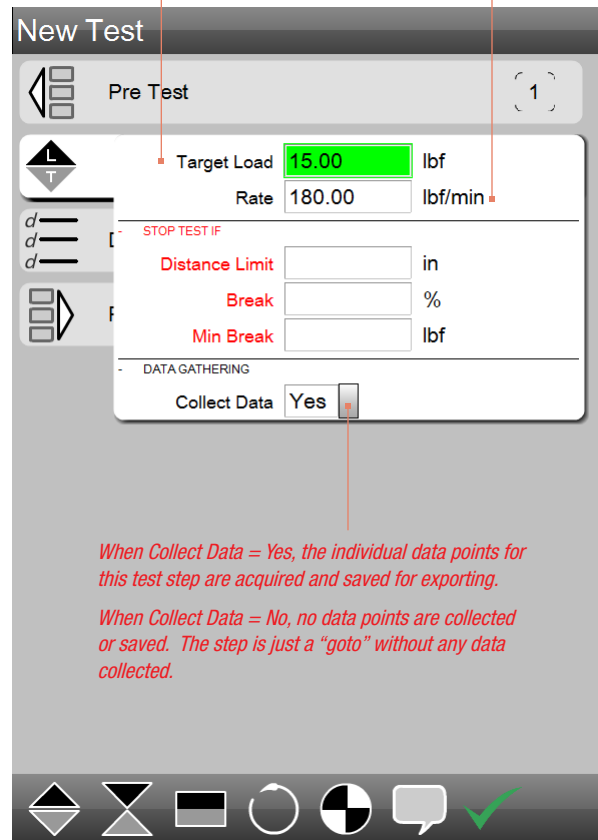 New Test
Pre Test
1
L
T
Target Load 15.00 lbf
Rate 180.00 lbf/min
- STOP TEST IF
d
d
d
Distance Limit in
Break %
Min Break lbf
- DATA GATHERING
Collect Data Yes
When Collect Data = Yes, the individual data points for
this test step are acquired and saved for exporting.
When Collect Data = No, no data points are collected
or saved. The step is just a “goto” without any data
collected.